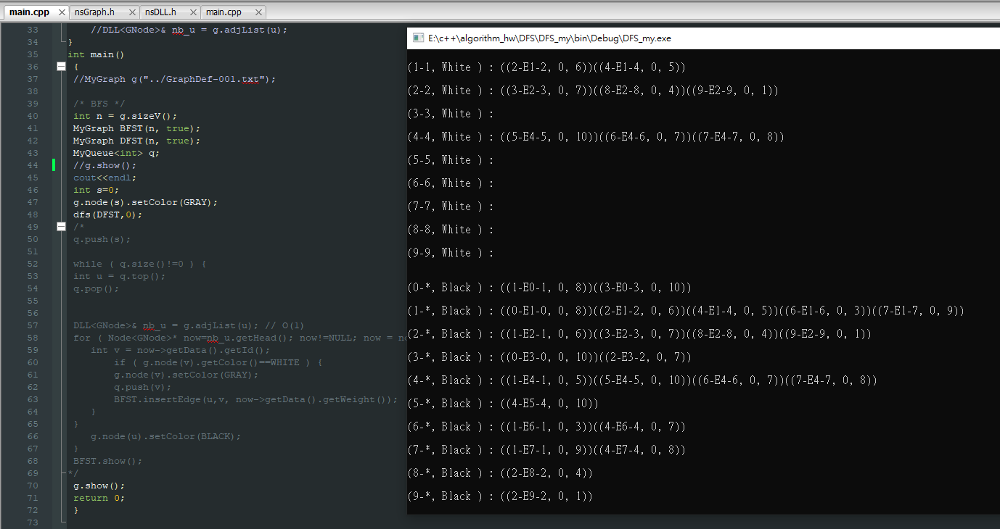 main.cpp
nsGraph.h
nsDLL.h
main.cpp
33 //DLL<GNode>& nb_u = g.adjList(u);
34 }
35 int main()
36 {
37 //MyGraph g("../GraphDef-001.txt");
38
39 /* BFS */
40 int n = g.sizeV();
41 MyGraph BFST(n, true);
42 MyGraph DFST(n, true);
43 MyQueue<int> q;
44 //g.show();
45 cout<<endl;
46 int s=0;
47 g.node(s).setColor(GRAY);
48 dfs(DFST,0);
49 /*
50 q.push(s);
51
52 while ( q.size()!=0 ) {
53 int u = q.top();
54 q.pop();
55
56
57 DLL<GNode>& nb_u = g.adjList(u); // O(1)
58 for ( Node<GNode>* now=nb_u.getHead(); now!=NULL; now = no
59 int v = now->getData().getId();
60 if ( g.node(v).getColor()==WHITE ) {
61 g.node(v).setColor(GRAY);
62 q.push(v);
63 BFST.insertEdge(u,v, now->getData().getWeight());
64 }
65 }
66 g.node(u).setColor(BLACK);
67 }
68 BFST.show();
69 */
70 g.show();
71 return 0;
72 }
73
E:\c++\algorithm_hw\DFS\DFS_my\bin\Debug\DFS_my.exe
(1-1, White ) : ((2-E1-2, 0, 6))((4-E1-4, 0, 5))
(2-2, White ) : ((3-E2-3, 0, 7))((8-E2-8, 0, 4))((9-E2-9, 0, 1))
(3-3, White ) :
(4-4, White ) : ((5-E4-5, 0, 10))((6-E4-6, 0, 7))((7-E4-7, 0, 8))
(5-5, White ) :
(6-6, White ) :
(7-7, White ) :
(8-8, White ) :
(9-9, White ) :
(0-*, Black ) : ((1-E0-1, 0, 8))((3-E0-3, 0, 10))
(1-*, Black ) : ((0-E1-0, 0, 8))((2-E1-2, 0, 6))((4-E1-4, 0, 5))((6-E1-6, 0, 3))((7-E1-7, 0, 9))
(2-*, Black ) : ((1-E2-1, 0, 6))((3-E2-3, 0, 7))((8-E2-8, 0, 4))((9-E2-9, 0, 1))
(3-*, Black ) : ((0-E3-0, 0, 10))((2-E3-2, 0, 7))
(4-*, Black ) : ((1-E4-1, 0, 5))((5-E4-5, 0, 10))((6-E4-6, 0, 7))((7-E4-7, 0, 8))
(5-*, Black ) : ((4-E5-4, 0, 10))
(6-*, Black ) : ((1-E6-1, 0, 3))((4-E6-4, 0, 7))
(7-*, Black ) : ((1-E7-1, 0, 9))((4-E7-4, 0, 8))
(8-*, Black ) : ((2-E8-2, 0, 4))
(9-*, Black ) : ((2-E9-2, 0, 1))